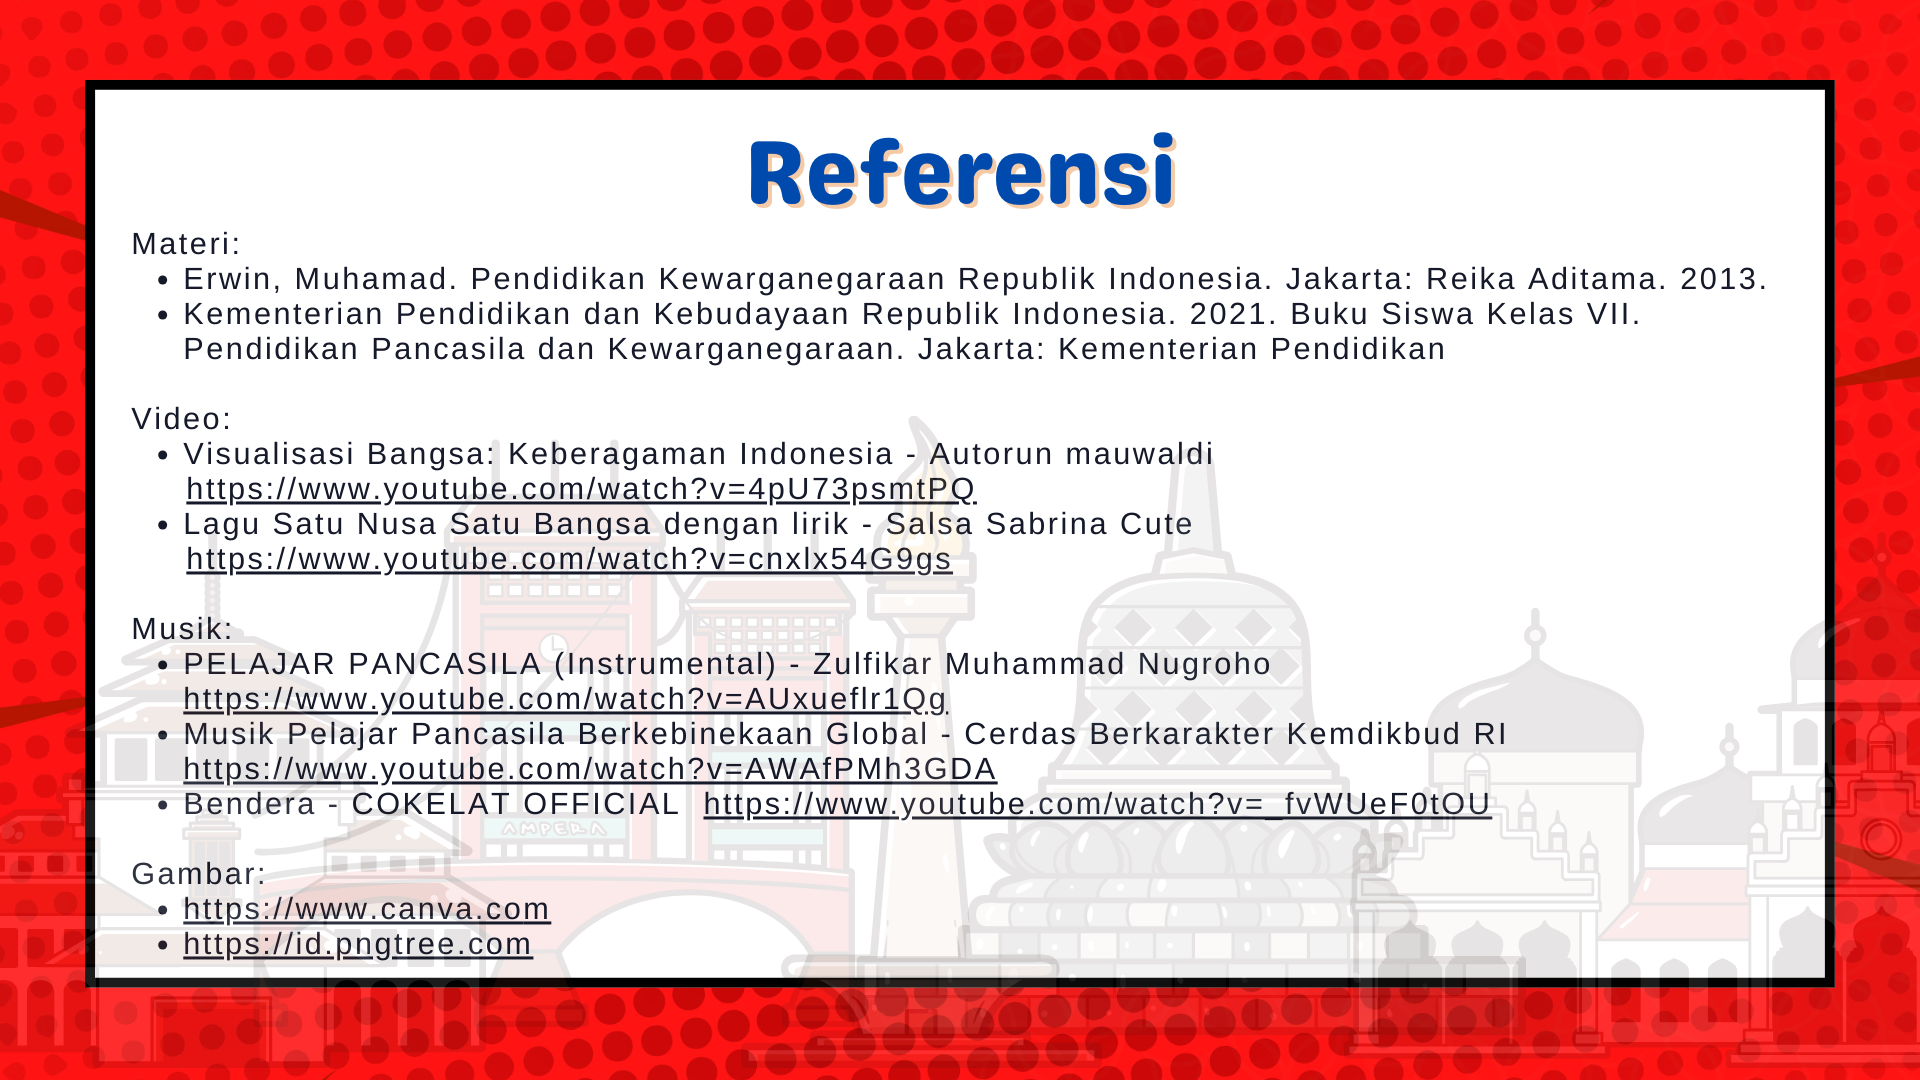 Referensi
Materi:
• Erwin, Muhamad. Pendidikan Kewarganegaraan Republik Indonesia. Jakarta: Reika Aditama. 2013.
• Kementerian Pendidikan dan Kebudayaan Republik Indonesia. 2021. Buku Siswa Kelas VII.
Pendidikan Pancasila dan Kewarganegaraan. Jakarta: Kementerian Pendidikan
Video:
• Visualisasi Bangsa: Keberagaman Indonesia - Autorun mauwaldi
https://www.youtube.com/watch?v=4pU73psmtPQ
• Lagu Satu Nusa Satu Bangsa dengan lirik - Salsa Sabrina Cute
https://www.youtube.com/watch?v=cnxlx54G9gs
Musik:
• PELAJAR PANCASILA (Instrumental) - Zulfikar Muhammad Nugroho
https://www.youtube.com/watch?v=AUxueflr1Qg
• Musik Pelajar Pancasila Berkebinekaan Global - Cerdas Berkarakter Kemdikbud RI
https://www.youtube.com/watch?v=AWAfPMh3GDA
• Bendera - COKELAT OFFICIAL https://www.youtube.com/watch?v=_fvWUeF0tOU
AMPERA
Gambar:
• https://www.canva.com
• https://id.pngtree.com